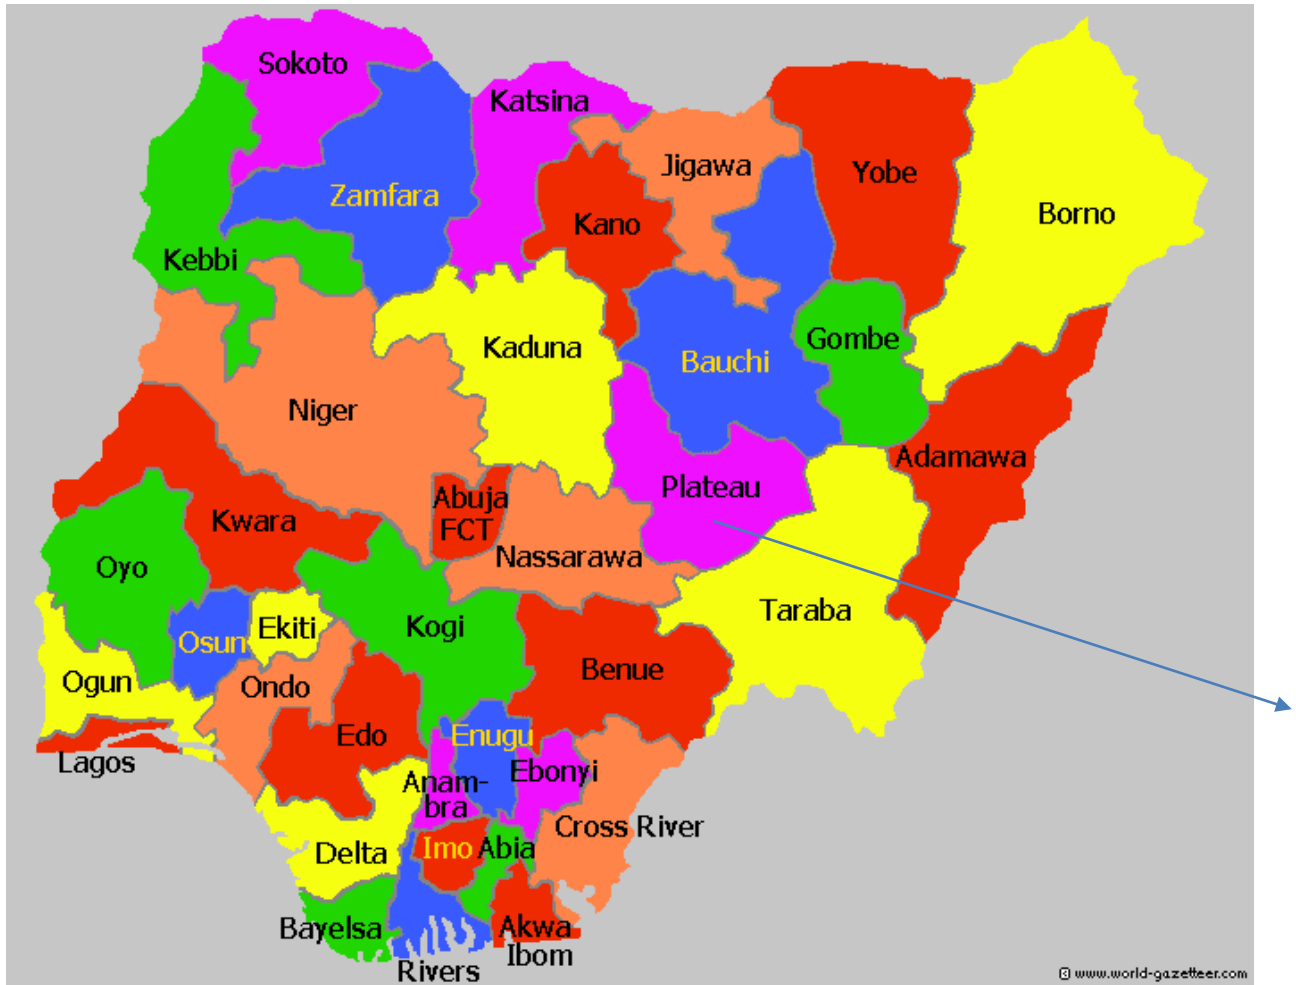 Sokoto
Katsina
Jigawa
Yobe
Zamfara
Borno
Kano
Kebbi
Gombe
Kaduna
Bauchi
Niger
Adamawa
Plateau
Abuja
FCT
Kwara
Nassarawa
Oyo
Taraba
Ekiti
Kogi
Osun
Benue
Ogun
Ondo
Edo
Enugu
Lagos
Ebonyi
Anam-
bra
Cross River
Imo
Abia
Delta
Bayelsa
Akwa
Ibom
Rivers
© www.world-gazetteer.com